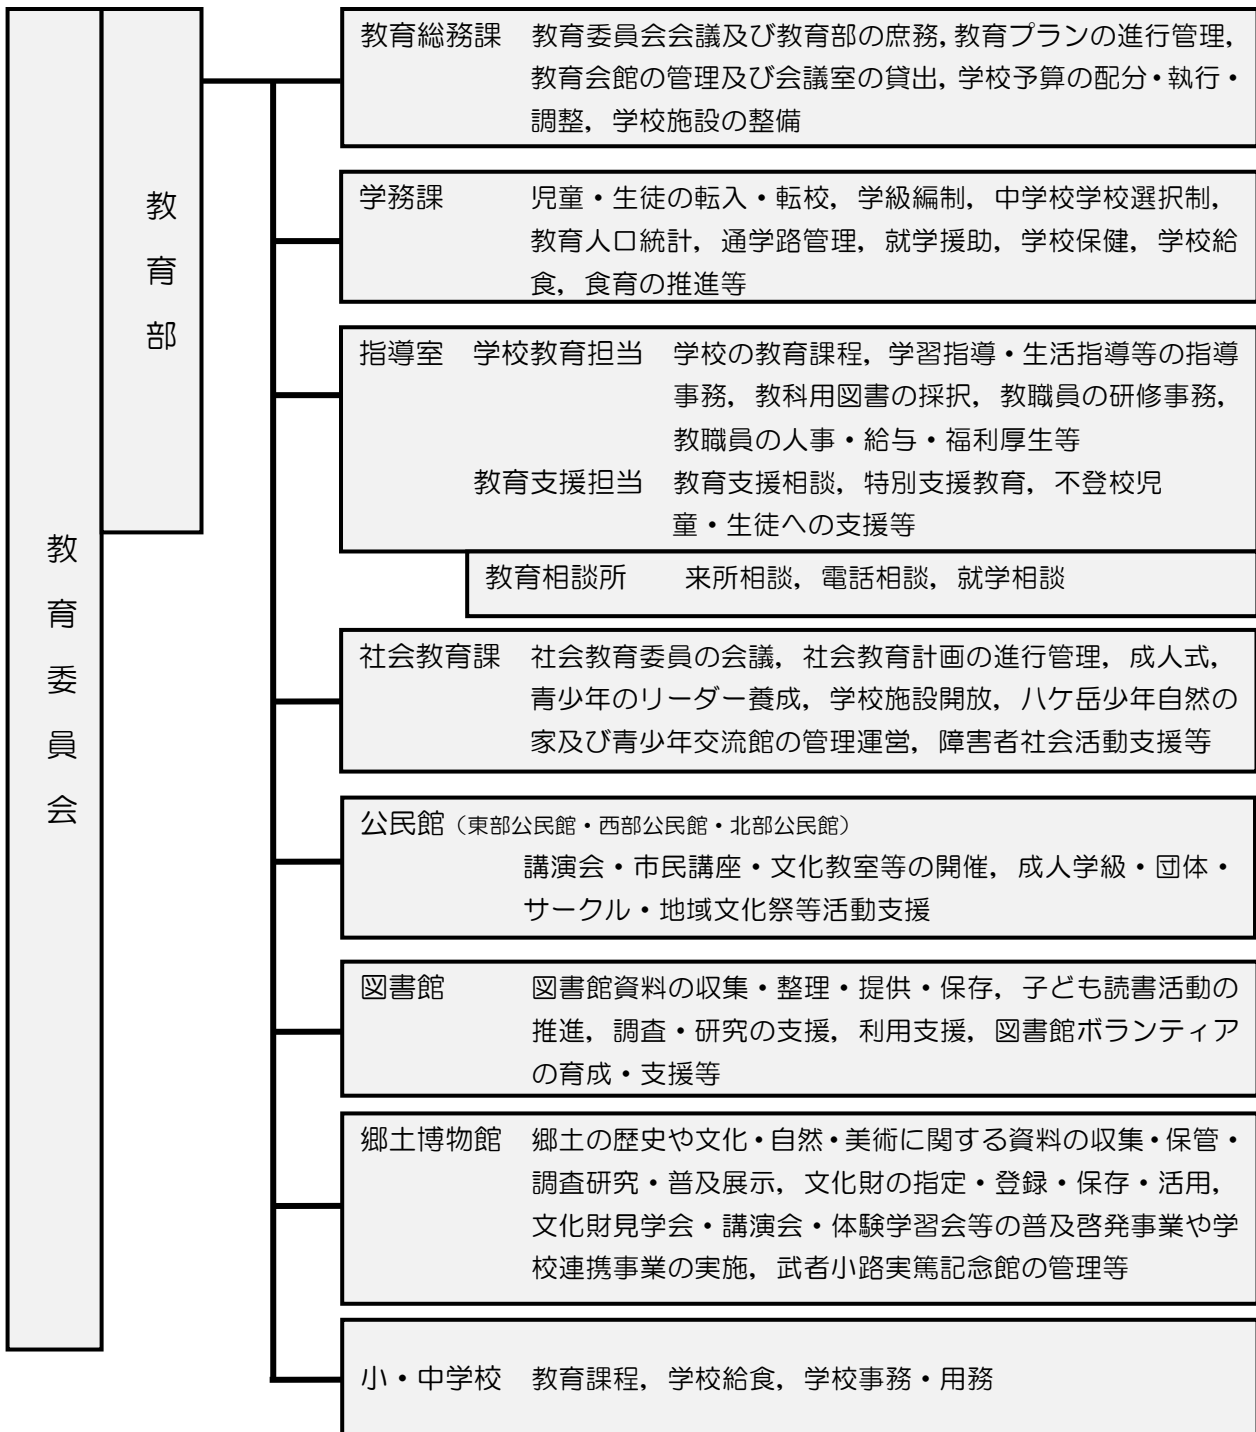 教育委員会
教育部
教育総務課 教育委員会会議及び教育部の庶務，教育プランの進行管理，
教育会館の管理及び会議室の貸出，学校予算の配分・執行・
調整，学校施設の整備
学務課 児童・生徒の転入・転校，学級編制，中学校学校選択制，
教育人口統計，通学路管理，就学援助，学校保健，学校給
食，食育の推進等
指導室 学校教育担当 学校の教育課程，学習指導・生活指導等の指導
事務，教科用図書の採択，教職員の研修事務，
教職員の人事・給与・福利厚生等
教育支援担当 教育支援相談，特別支援教育，不登校児
童・生徒への支援等
教育相談所 来所相談，電話相談，就学相談
社会教育課 社会教育委員の会議，社会教育計画の進行管理，成人式，
青少年のリーダー養成，学校施設開放，八ケ岳少年自然の
家及び青少年交流館の管理運営，障害者社会活動支援等
公民館（東部公民館・西部公民館・北部公民館）
講演会・市民講座・文化教室等の開催，成人学級・団体・
サークル・地域文化祭等活動支援
図書館 図書館資料の収集・整理・提供・保存，子ども読書活動の
推進，調査・研究の支援，利用支援，図書館ボランティア
の育成・支援等
郷土博物館 郷土の歴史や文化・自然・美術に関する資料の収集・保管・
調査研究・普及展示，文化財の指定・登録・保存・活用，
文化財見学会・講演会・体験学習会等の普及啓発事業や学
校連携事業の実施，武者小路実篤記念館の管理等
小・中学校 教育課程，学校給食，学校事務・用務